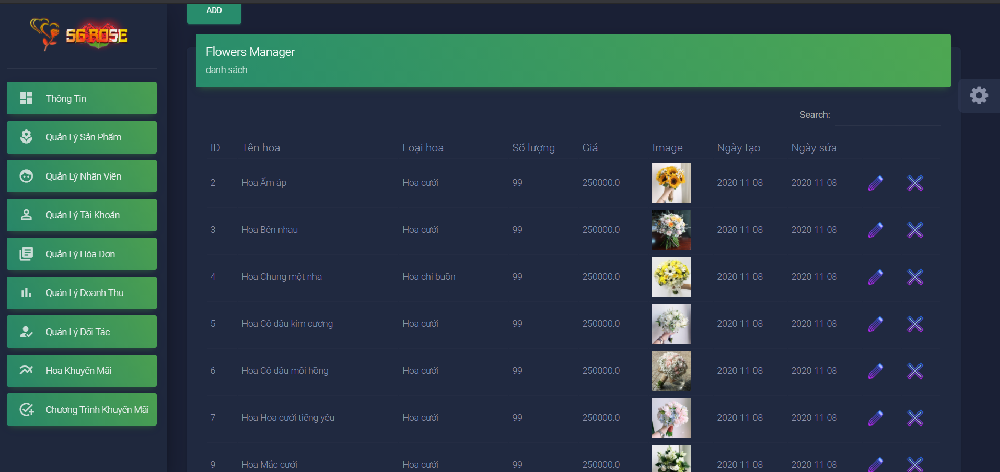 ADD
SG ROSE
Flowers Manager
danh sách
Thông Tin
Quản Lý Sản Phẩm
Quản Lý Nhân Viên
Quản Lý Tài Khoản
Quản Lý Hóa Đơn
Quản Lý Doanh Thu
Quản Lý Đối Tác
Hoa Khuyến Mãi
Chương Trình Khuyến Mãi
Search:
ID Tên hoa Loại hoa Số lượng Giá Image Ngày tạo Ngày sửa
2 Hoa Ấm áp Hoa cưới 99 250000.0 2020-11-08 2020-11-08
3 Hoa Bên nhau Hoa cưới 99 250000.0 2020-11-08 2020-11-08
4 Hoa Chung một nha Hoa chi buồn 99 250000.0 2020-11-08 2020-11-08
5 Hoa Cô dâu kim cương Hoa cưới 99 250000.0 2020-11-08 2020-11-08
6 Hoa Cô dâu môi hồng Hoa cưới 99 250000.0 2020-11-08 2020-11-08
7 Hoa Hoa cưới tiếng yêu Hoa cưới 99 250000.0 2020-11-08 2020-11-08
9 Hoa Mắc cưới Hoa cưới 99 250000.0 2020-11-08 2020-11-08